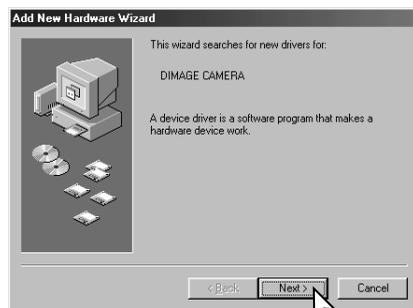 Add New Hardware Wizard
This wizard searches for new drivers for:
DIMAGE CAMERA
A device driver is a software program that makes a
hardware device work.
< Back
Next >
Cancel